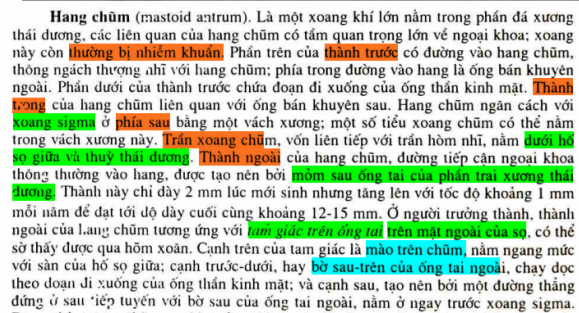 Hang chũm (mastoid antrum). Là một xoang khí lớn nằm trong phần đá xương
thái dương, các liên quan của hang chũm có tầm quan trọng lớn về ngoại khoa; xoang
này còn thường bị nhiễm khuẩn. Phần trên của thành trước có đường vào hang chũm,
thông ngách thượng nhĩ với hang chũm; phía trong đường vào hang là ống bán khuyên
ngoài. Phần dưới của thành trước chứa đoạn đi xuống của ống thần kinh mặt. Thành
trong của hang chũm liên quan với ống bán khuyên sau. Hang chũm ngăn cách với
xoang sigma ở phía sau bằng một vách xương; một số tiểu xoang chũm có thể nằm
trong vách xương này. Trần xoang chũm, vốn liên tiếp với trần hòm nhĩ, nằm dưới hố
sọ giữa và thuỳ thái dương. Thành ngoài của hang chũm, đường tiếp cận ngoại khoa
thông thường vào hang, được tạo nên bởi mỏm sau ống tai của phần trai xương thái
dương. Thành này chỉ dày 2 mm lúc mới sinh nhưng tăng lên với tốc độ khoảng 1 mm
mỗi năm để đạt tới độ dày cuối cùng khoảng 12-15 mm. Ở người trưởng thành, thành
ngoài của hang chũm tương ứng với tam giác trên ống tai trên mặt ngoài của sọ, có thể
sờ thấy được qua hõm xoăn. Cạnh trên của tam giác là mào trên chũm, nằm ngang mức
với sàn của hố sọ giữa; cạnh trước-dưới, hay bờ sau-trên của ống tai ngoài, chạy dọc
theo đoạn đi xuống của ống thần kinh mặt; và cạnh sau, tạo nên bởi một đường thẳng
đứng ở sau tiếp tuyến với bờ sau của ống tai ngoài, nằm ở ngay trước xoang sigma.